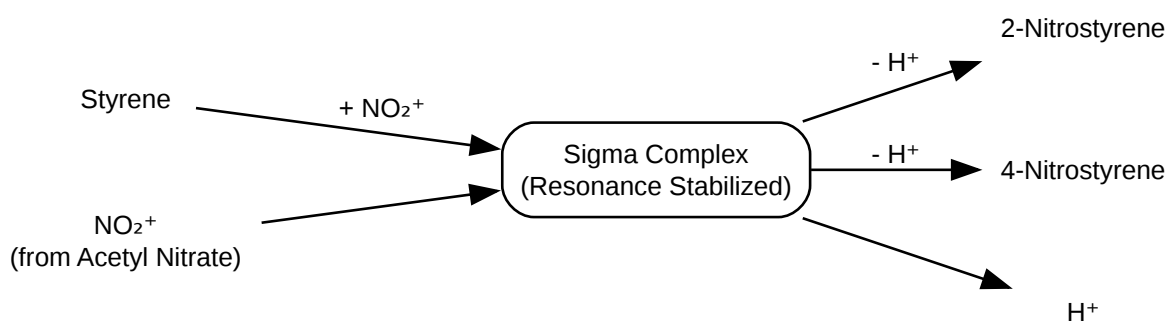 2-Nitrostyrene
- H⁺
Styrene
+ NO₂⁺
Sigma Complex
(Resonance Stabilized)
- H⁺
4-Nitrostyrene
NO₂⁺
(from Acetyl Nitrate)
H⁺